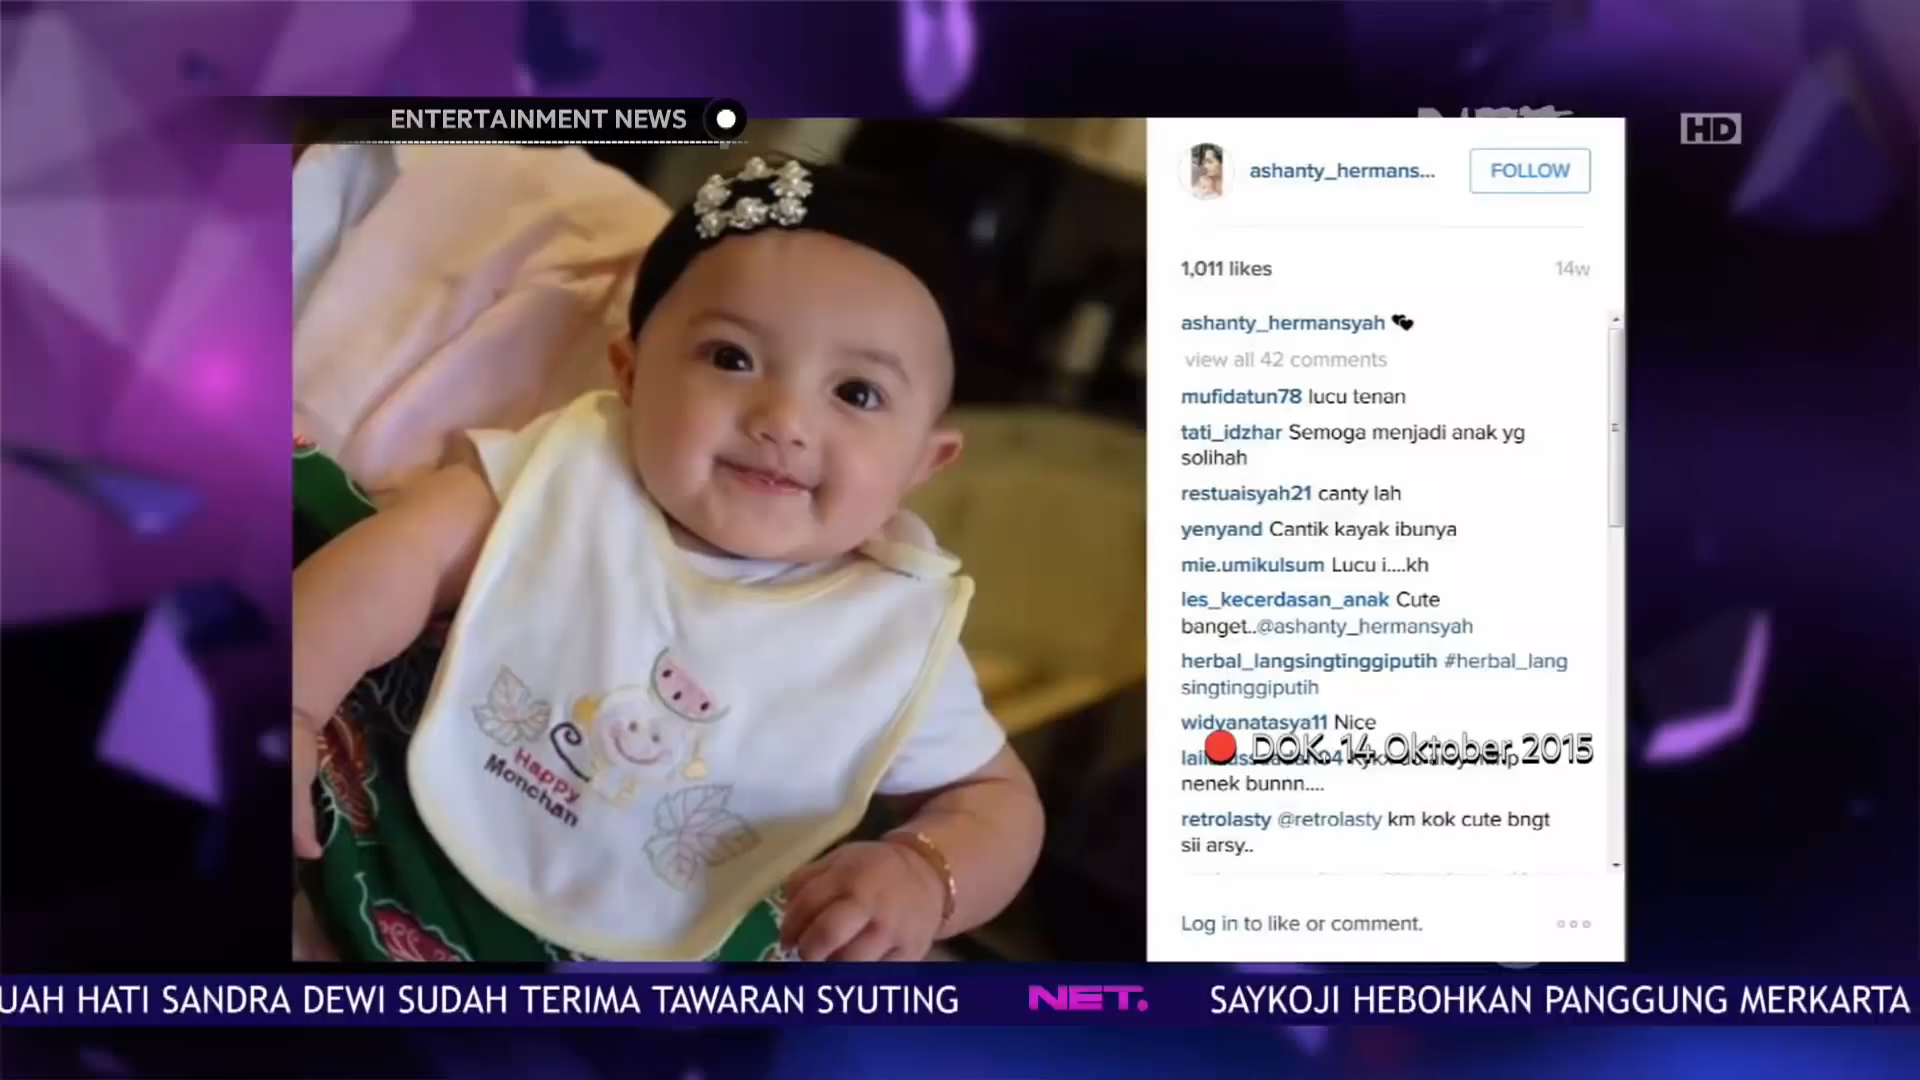 ENTERTAINMENT NEWS
HD
ashanty_hermans...
FOLLOW
1,011 likes
14w
ashanty_hermansyah
view all 42 comments
mufidatun78 lucu tenan
tati_idzhar Semoga menjadi anak yg
solihah
restuaisyah21 canty lah
yenyand Cantik kayak ibunya
mie.umikulsum Lucu i....kh
les_kecerdasan_anak Cute
banget..@ashanty_hermansyah
herbal_langsingtinggiputih #herbal_lang
singtinggiputih
widyanatasya11 Nice
DOK. 14 Oktober 2015
nenek bunnn....
retrolasty @retrolasty km kok cute bngt
sii arsy..
Log in to like or comment.
Happy
Monchan
UAH HATI SANDRA DEWI SUDAH TERIMA TAWARAN SYUTING
NET.
SAYKOJI HEBOHKAN PANGGUNG MERKARTA